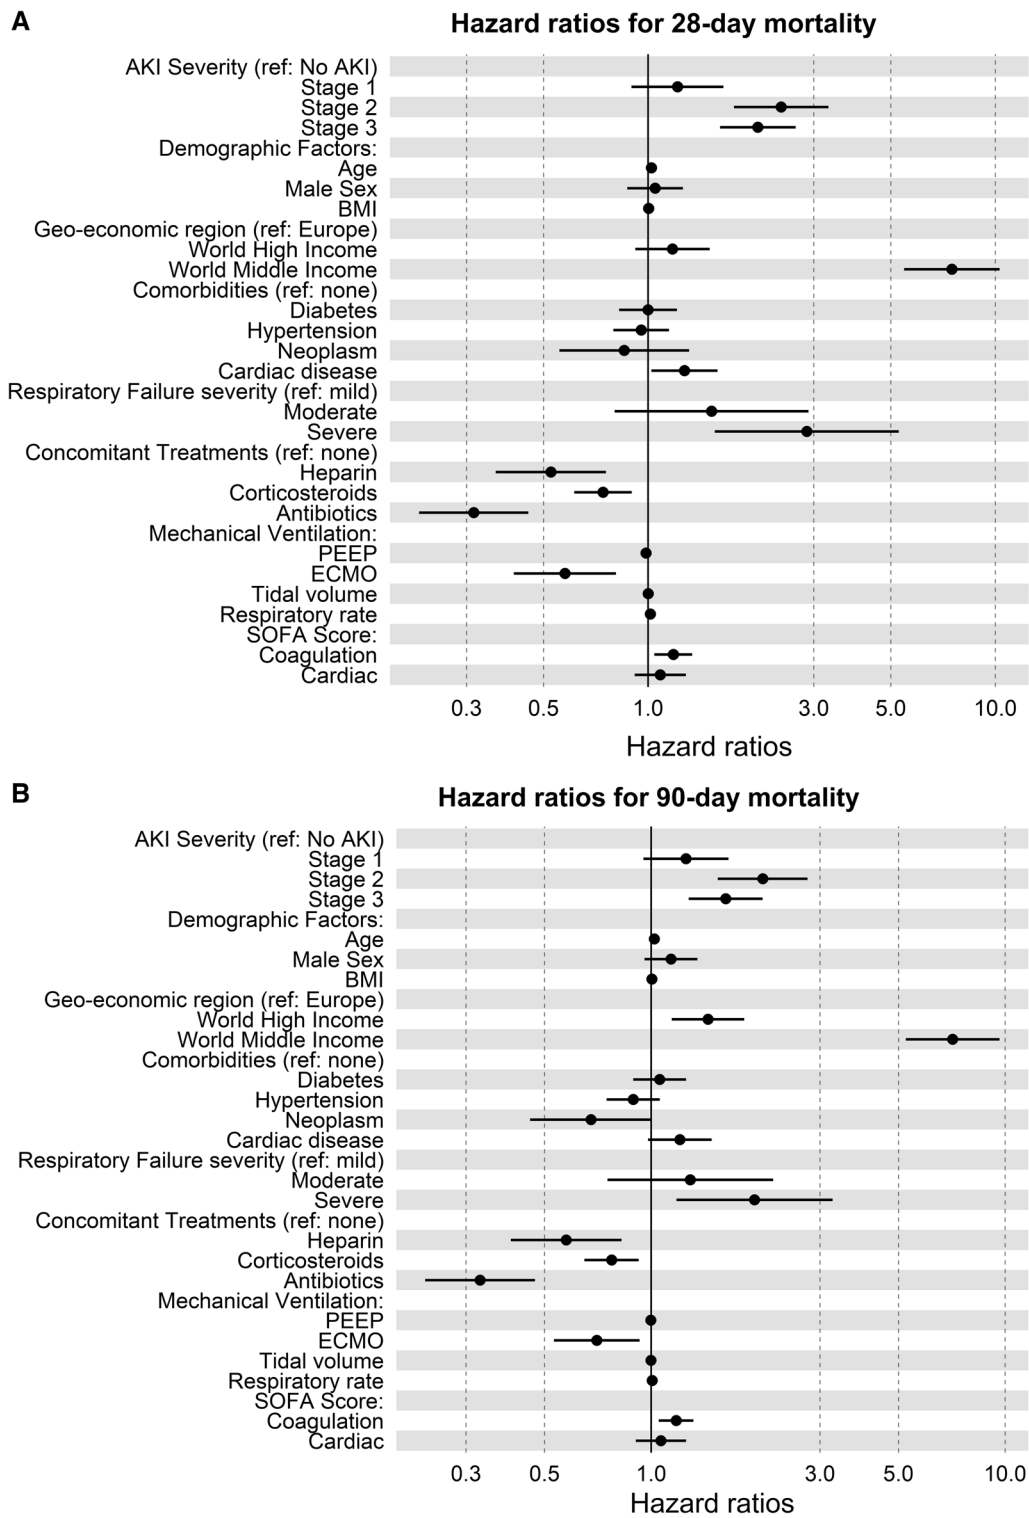 A
Hazard ratios for 28-day mortality
AKI Severity (ref: No AKI)
Stage 1
Stage 2
Stage 3
Demographic Factors:
Age
Male Sex
BMI
Geo-economic region (ref: Europe)
World High Income
World Middle Income
Comorbidities (ref: none)
Diabetes
Hypertension
Neoplasm
Cardiac disease
Respiratory Failure severity (ref: mild)
Moderate
Severe
Concomitant Treatments (ref: none)
Heparin
Corticosteroids
Antibiotics
Mechanical Ventilation:
PEEP
ECMO
Tidal volume
Respiratory rate
SOFA Score:
Coagulation
Cardiac
0.3 0.5 1.0 3.0 5.0 10.0
Hazard ratios
B
Hazard ratios for 90-day mortality
AKI Severity (ref: No AKI)
Stage 1
Stage 2
Stage 3
Demographic Factors:
Age
Male Sex
BMI
Geo-economic region (ref: Europe)
World High Income
World Middle Income
Comorbidities (ref: none)
Diabetes
Hypertension
Neoplasm
Cardiac disease
Respiratory Failure severity (ref: mild)
Moderate
Severe
Concomitant Treatments (ref: none)
Heparin
Corticosteroids
Antibiotics
Mechanical Ventilation:
PEEP
ECMO
Tidal volume
Respiratory rate
SOFA Score:
Coagulation
Cardiac
0.3 0.5 1.0 3.0 5.0 10.0
Hazard ratios